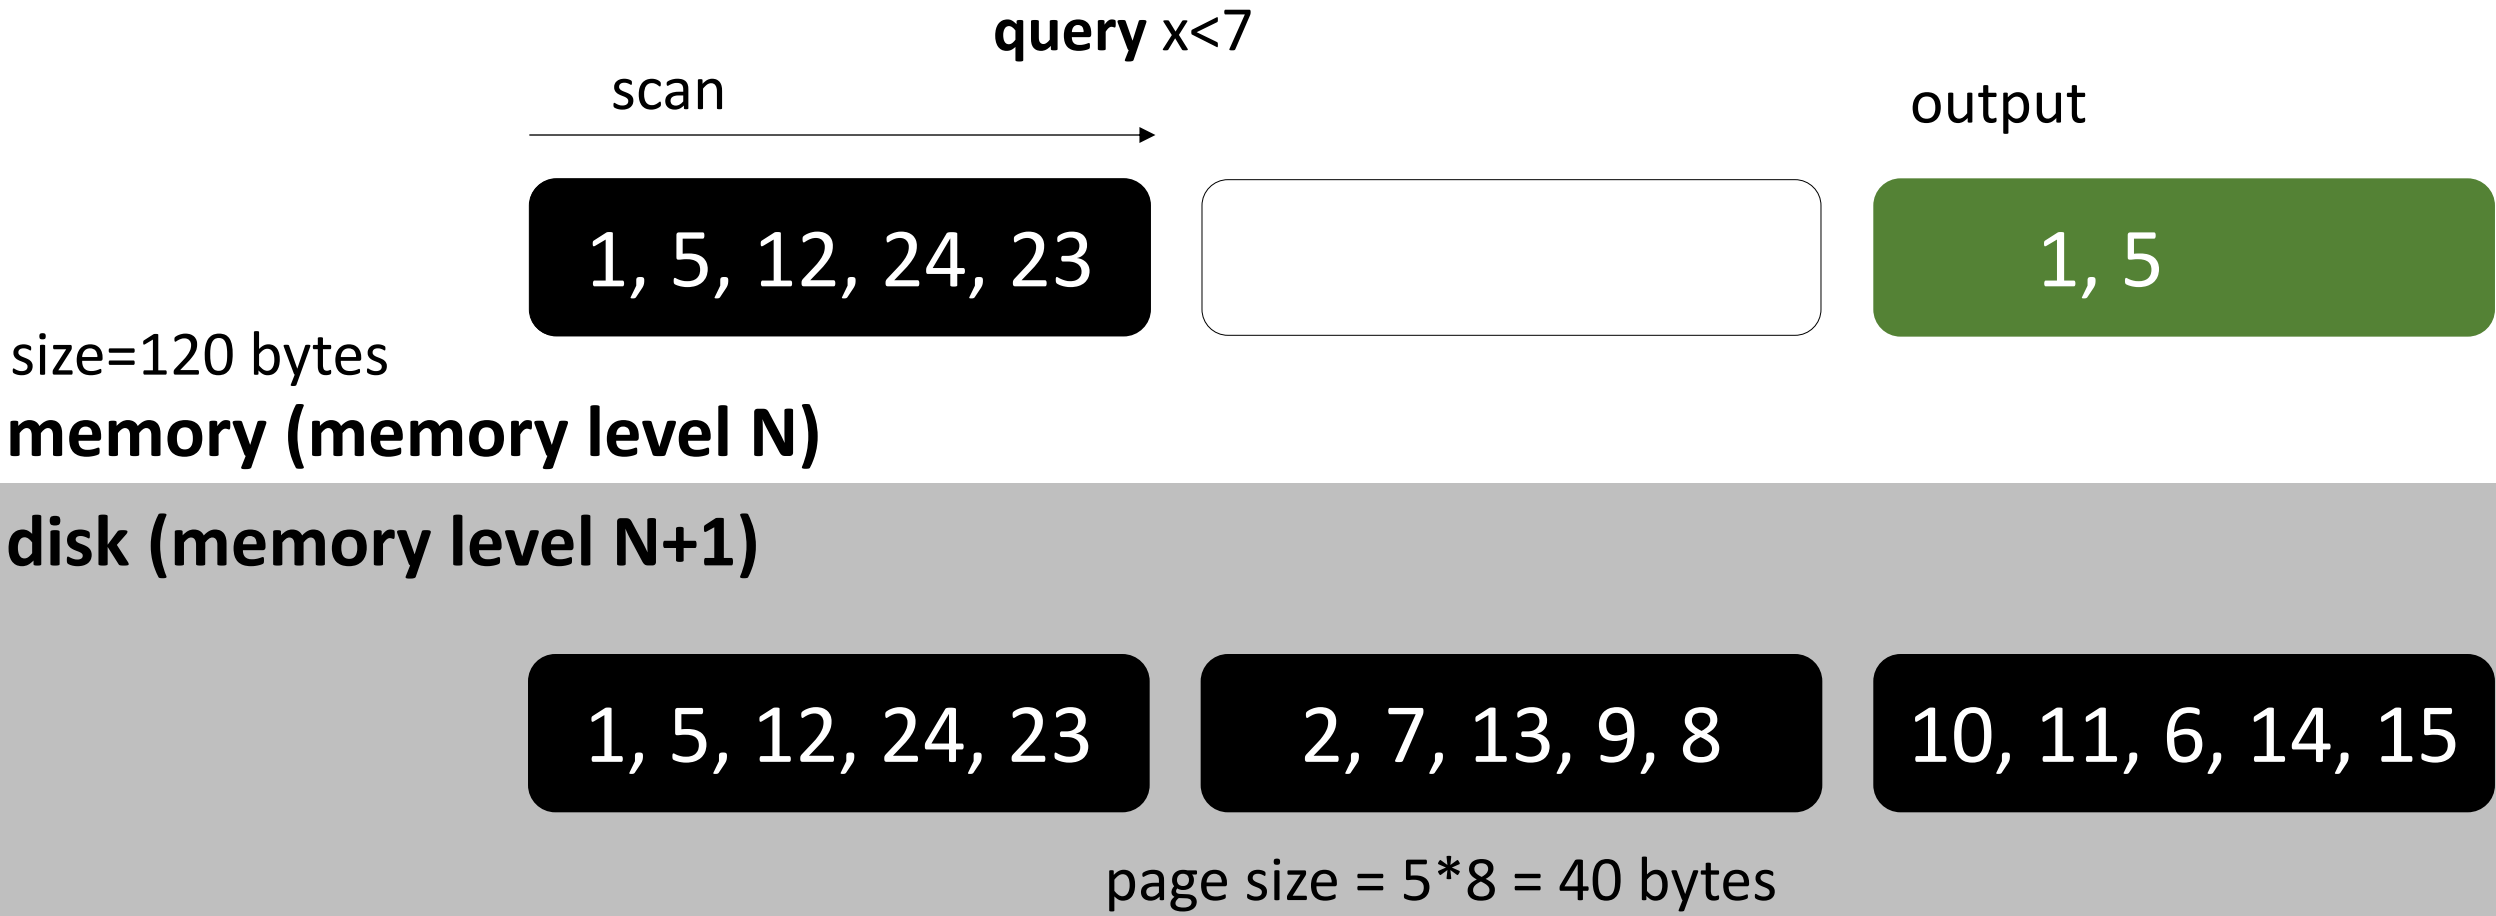 query x<7
scan
output
1, 5, 12, 24, 23
1, 5
size=120 bytes
memory (memory level N)
disk (memory level N+1)
1, 5, 12, 24, 23
2, 7, 13, 9, 8
10, 11, 6, 14, 15
page size = 5*8 = 40 bytes